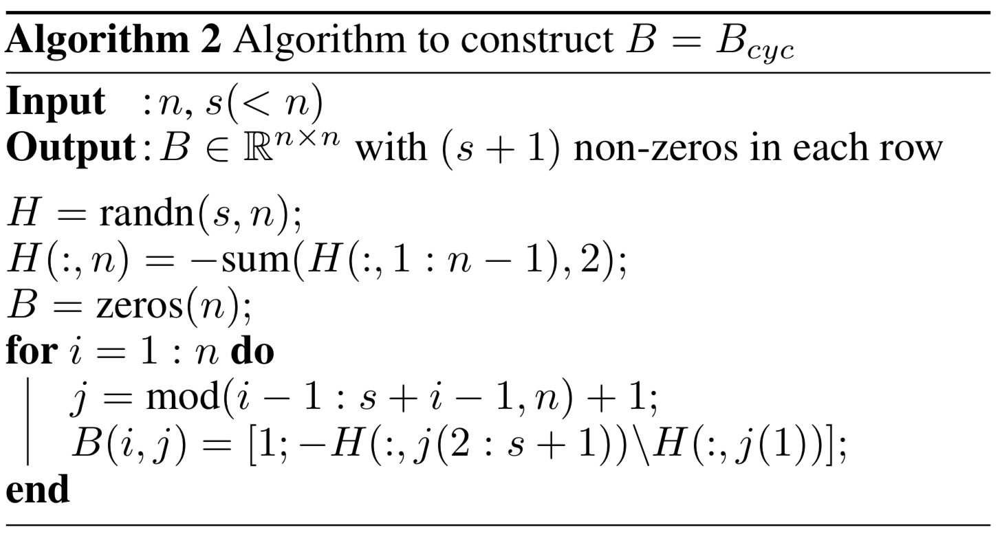 Algorithm 2 Algorithm to construct $B = B_{cyc}$
Input : $n$, $s(< n)$
Output : $B \in \mathbb{R}^{n \times n}$ with $(s + 1)$ non-zeros in each row
$H = \text{randn}(s, n);$
$H(:, n) = -\text{sum}(H(:, 1 : n - 1), 2);$
$B = \text{zeros}(n);$
for $i = 1 : n$ do
$j = \text{mod}(i - 1 : s + i - 1, n) + 1;$
$B(i, j) = [1; -H(:, j(2 : s + 1)) \backslash H(:, j(1))];$
end